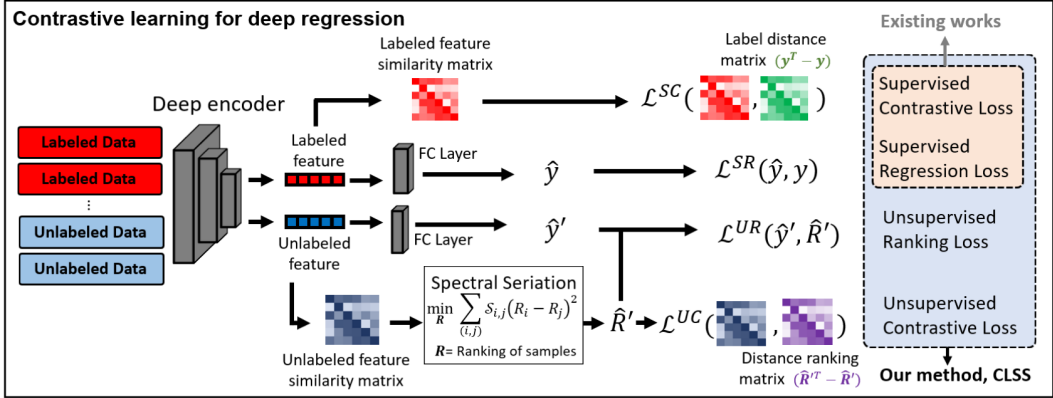 Contrastive learning for deep regression
Existing works
Labeled feature
similarity matrix
Label distance
matrix (y^T − y)
Deep encoder
ℒ^SC( , )
Supervised
Contrastive Loss
Labeled Data
Labeled
feature
FC Layer
Labeled Data
ŷ
ℒ^SR(ŷ, y)
Supervised
Regression Loss
⋮
Unlabeled Data
Unlabeled
feature
FC Layer
ŷ′
ℒ^UR(ŷ′, R̂′)
Unsupervised
Ranking Loss
Unlabeled Data
Spectral Seriation
min_R ∑_(i,j) S_i,j(R_i − R_j)^2
R= Ranking of samples
R̂′
ℒ^UC( , )
Unsupervised
Contrastive Loss
Unlabeled feature
similarity matrix
Distance ranking
matrix (R̂′^T − R̂′)
Our method, CLSS